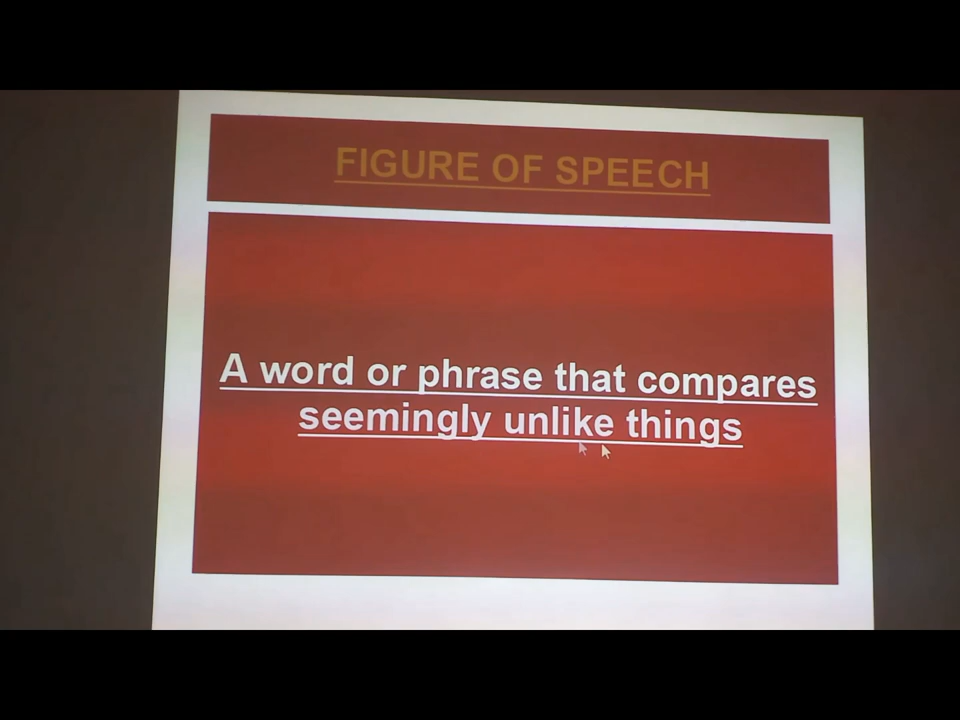 FIGURE OF SPEECH
A word or phrase that compares
seemingly unlike things